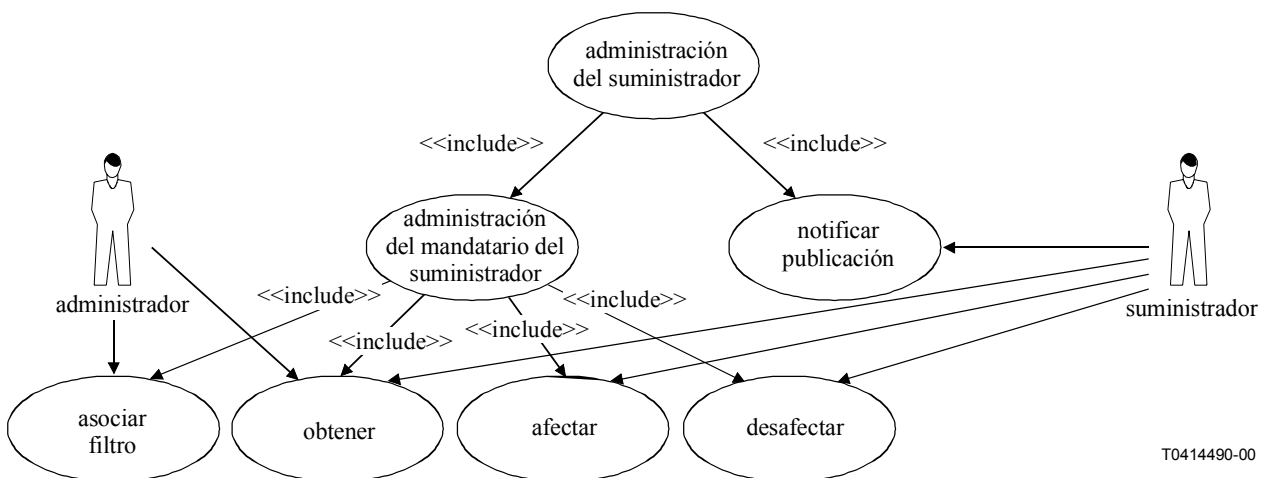 administración
del suministrador
<<include>>
<<include>>
administración
del mandatario del
suministrador
notificar
publicación
administrador
suministrador
<<include>>
<<include>>
<<include>>
<<include>>
asociar
filtro
obtener
afectar
desafectar
T0414490-00